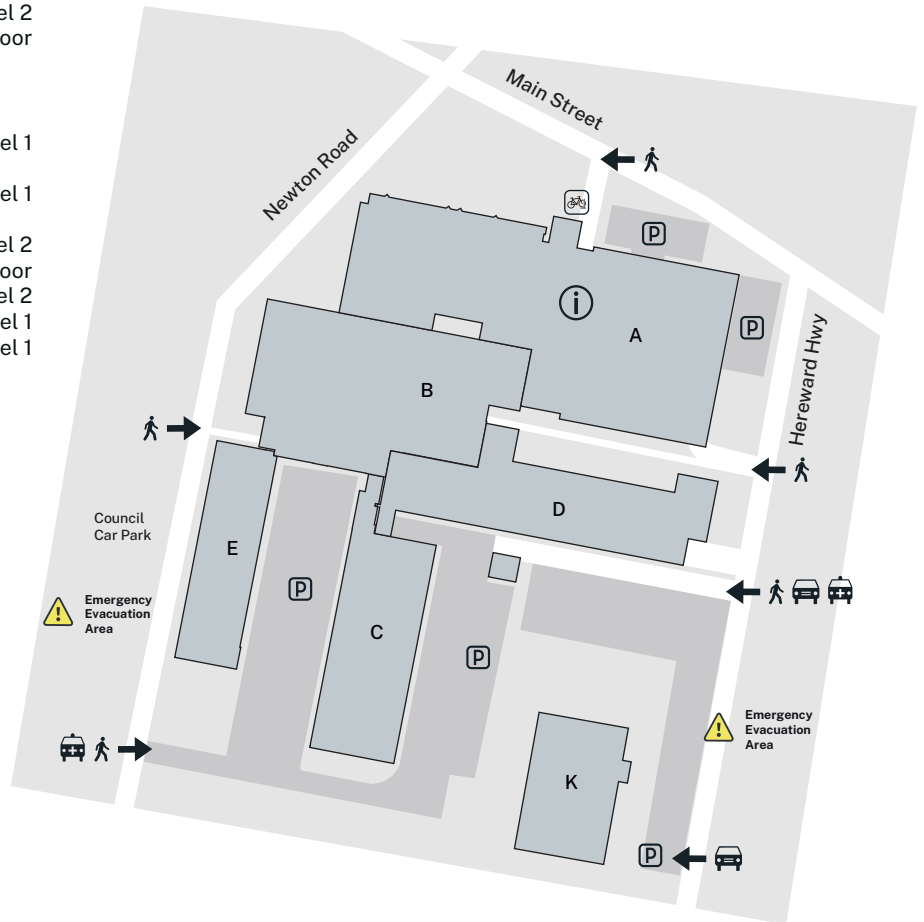 el 2
oor
el 1
el 1
el 2
oor
el 2
el 1
el 1
Main Street
Newton Road
P
i
A
P
Hereward Hwy
B
D
Council
Car Park
E
P
Emergency
Evacuation
Area
C
P
Emergency
Evacuation
Area
K
P